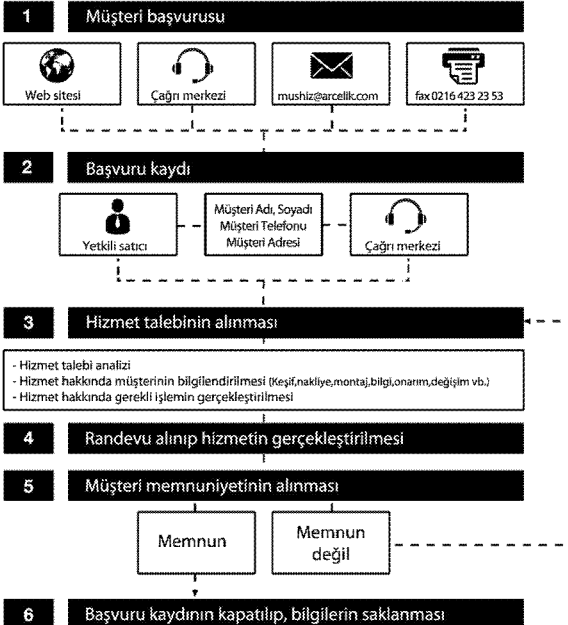 1 Müşteri başvurusu
Web sitesi
Çağrı merkezi
mushiz@arcelik.com
fax 0216 423 23 53
2 Başvuru kaydı
Yetkili satıcı
Müşteri Adı, Soyadı
Müşteri Telefonu
Müşteri Adresi
Çağrı merkezi
3 Hizmet talebinin alınması
- Hizmet talebi analizi
- Hizmet hakkında müşterinin bilgilendirilmesi (Keşif,nakliye,montaj,bilgi,onarım,değişim vb.)
- Hizmet hakkında gerekli işlemin gerçekleştirilmesi
4 Randevu alınıp hizmetin gerçekleştirilmesi
5 Müşteri memnuniyetinin alınması
Memnun
Memnun
değil
6 Başvuru kaydının kapatılıp, bilgilerin saklanması